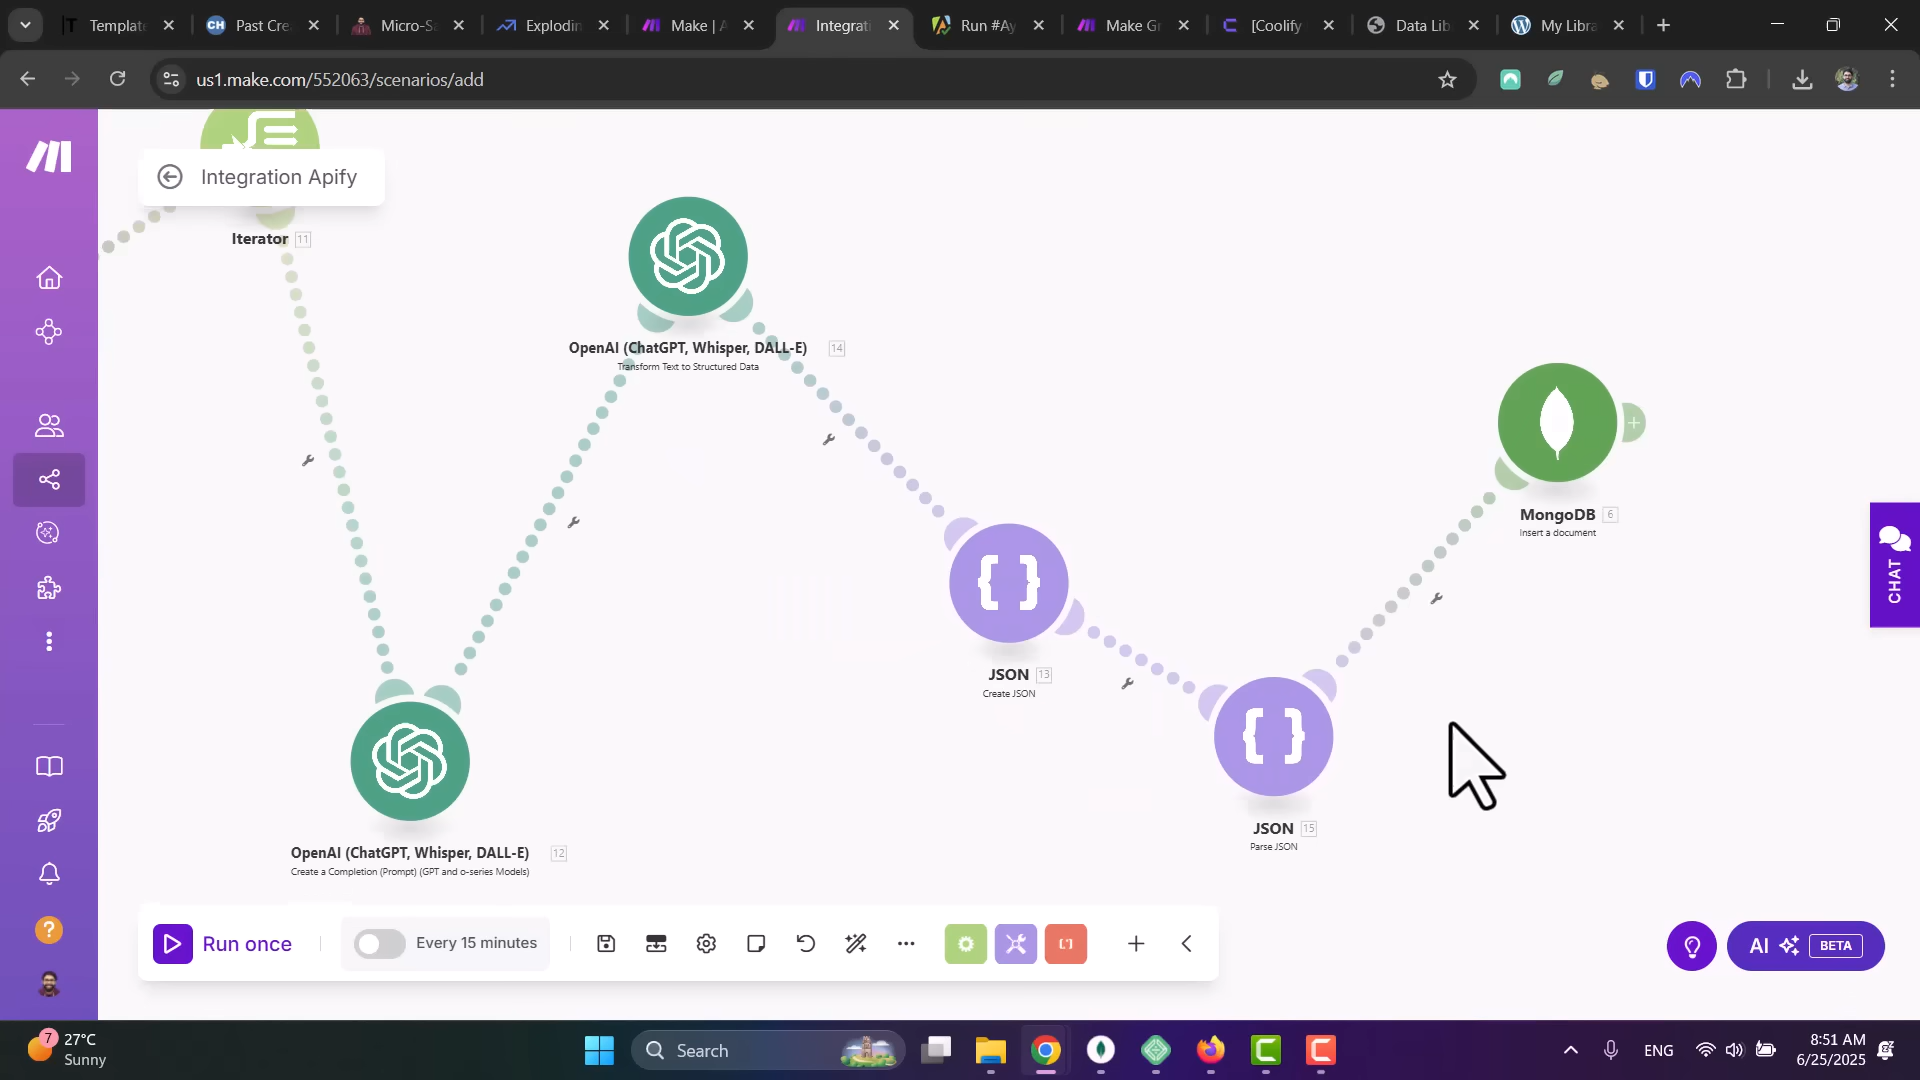 Template
Past Cre
Micro-S
Explodin
Make | A
Integrati
Run #Ay
Make Gr
[Coolify
Data Lib
My Libra
us1.make.com/552063/scenarios/add
Integration Apify
Iterator 11
OpenAI (ChatGPT, Whisper, DALL-E) 14
Transform Text to Structured Data
MongoDB 6
Insert a document
CHAT
JSON 13
Create JSON
JSON 15
Parse JSON
OpenAI (ChatGPT, Whisper, DALL-E) 12
Create a Completion (Prompt) (GPT and o-series Models)
Run once
Every 15 minutes
AI BETA
7
27°C
Sunny
Search
ENG
8:51 AM
6/25/2025